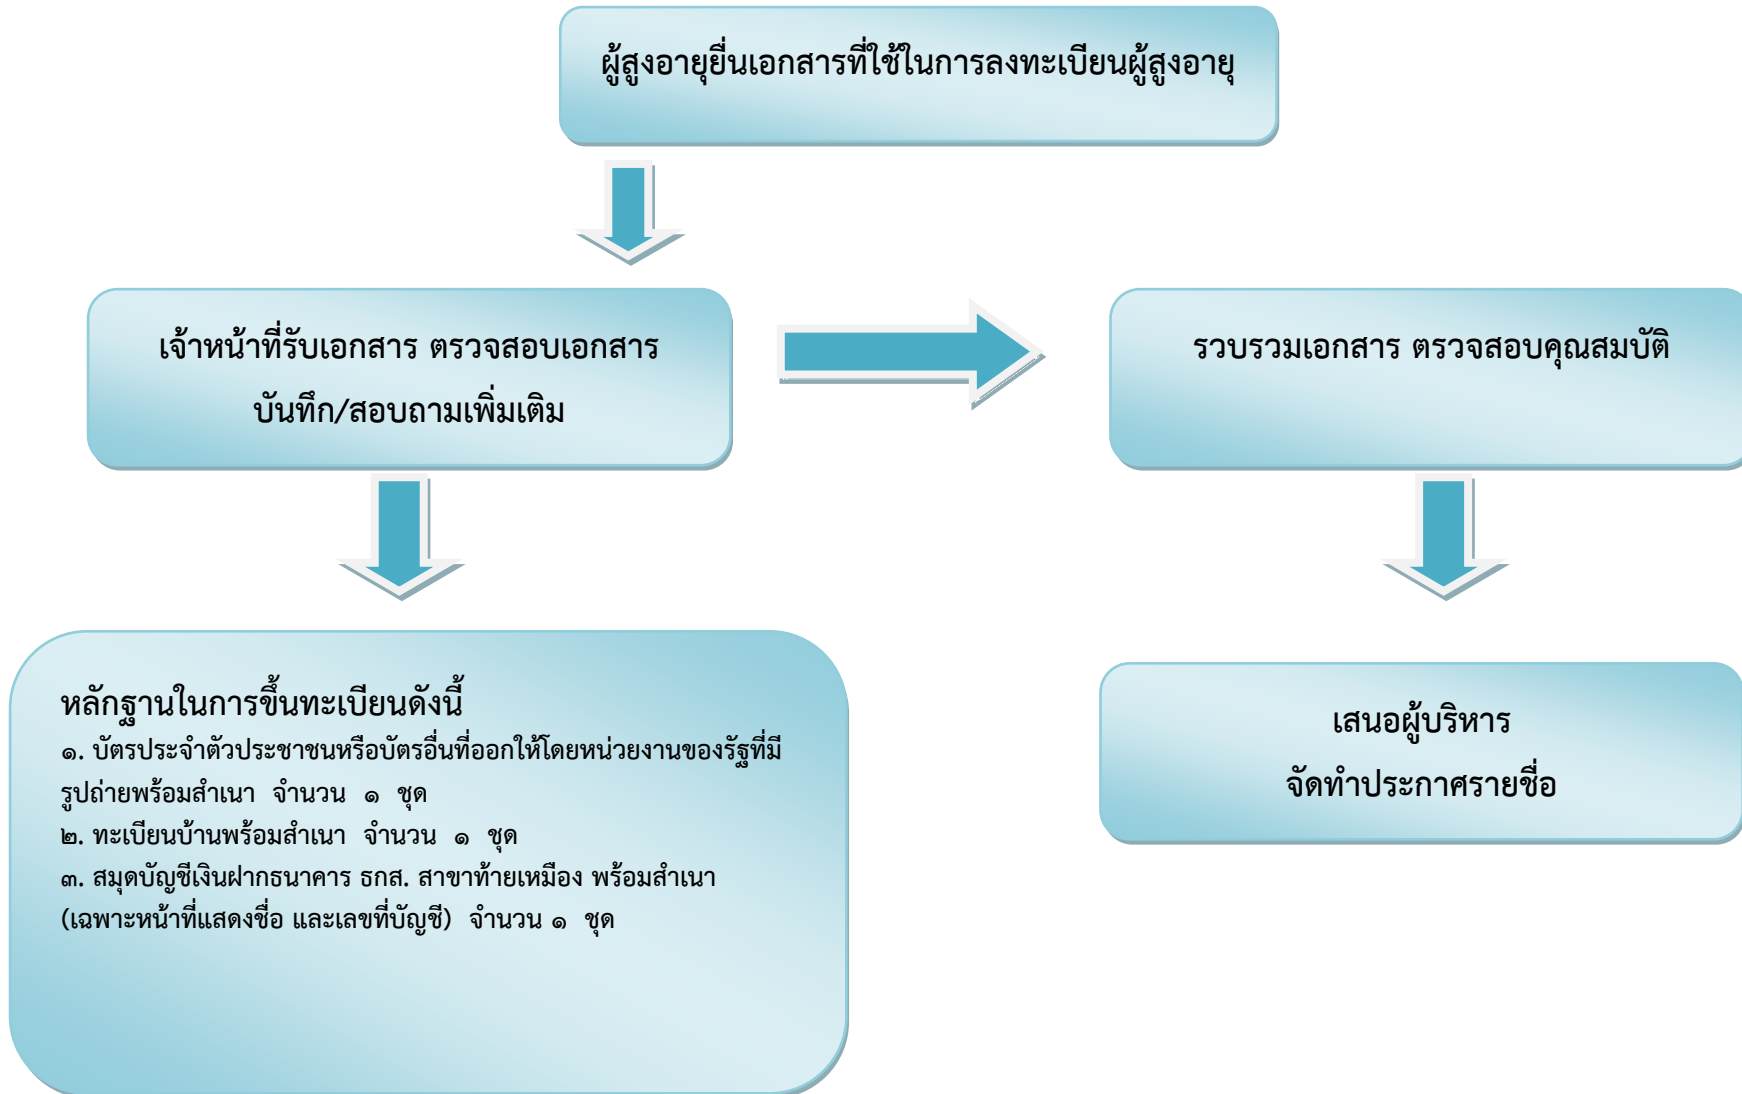 ผู้สูงอายุยื่นเอกสารที่ใช้ในการลงทะเบียนผู้สูงอายุ
เจ้าหน้าที่รับเอกสาร ตรวจสอบเอกสาร
บันทึก/สอบถามเพิ่มเติม
รวบรวมเอกสาร ตรวจสอบคุณสมบัติ
หลักฐานในการขึ้นทะเบียนดังนี้
๑. บัตรประจำตัวประชาชนหรือบัตรอื่นที่ออกให้โดยหน่วยงานของรัฐที่มี
รูปถ่ายพร้อมสำเนา จำนวน ๑ ชุด
๒. ทะเบียนบ้านพร้อมสำเนา จำนวน ๑ ชุด
๓. สมุดบัญชีเงินฝากธนาคาร ธกส. สาขาท้ายเหมือง พร้อมสำเนา
(เฉพาะหน้าที่แสดงชื่อ และเลขที่บัญชี) จำนวน ๑ ชุด
เสนอผู้บริหาร
จัดทำประกาศรายชื่อ